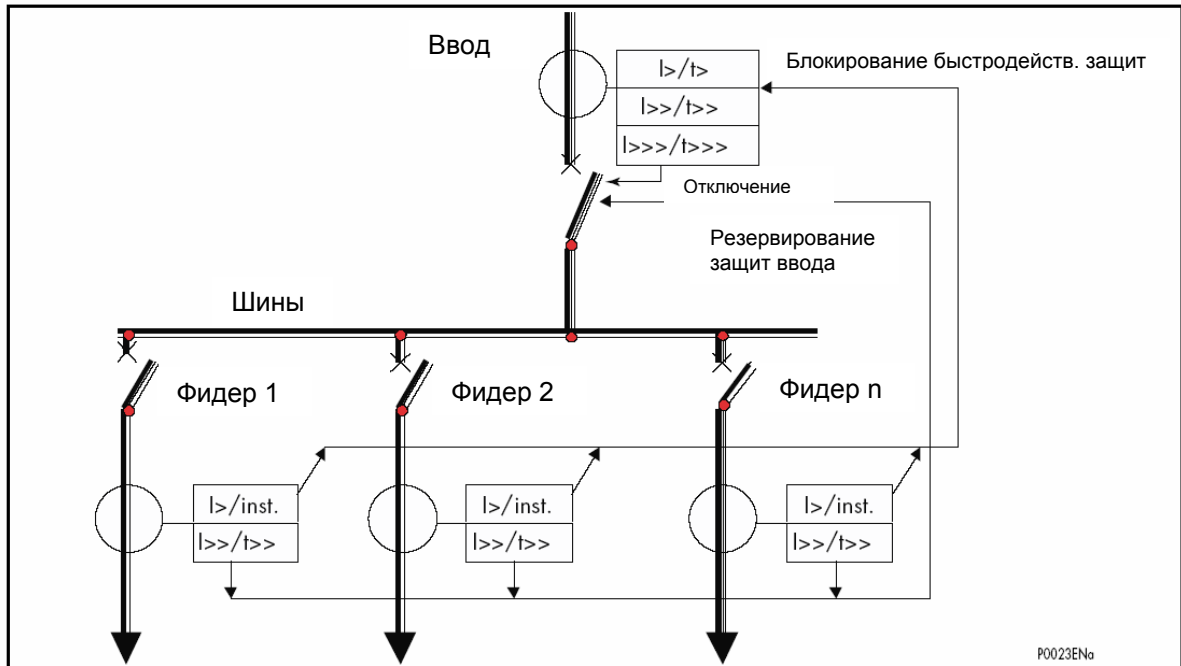 Ввод
I>/t>
Блокирование быстродейств. защит
I>>/t>>
I>>>/t>>>
Отключение
Резервирование
защит ввода
Шины
Фидер 1
Фидер 2
Фидер n
I>/inst.
I>>/t>>
I>/inst.
I>>/t>>
I>/inst.
I>>/t>>
P0023ENa